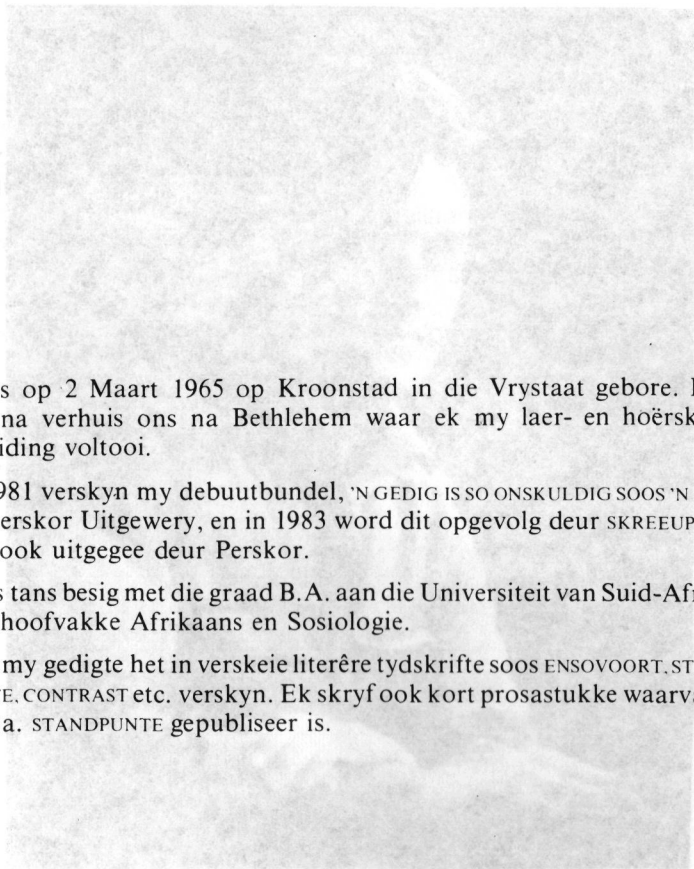 s op 2 Maart 1965 op Kroonstad in die Vrystaat gebore.
na verhuis ons na Bethlehem waar ek my laer- en hoërsk
iding voltooi.
981 verskyn my debuutbundel, 'N GEDIG IS SO ONSKULDIG SOOS 'N
erskor Uitgewery, en in 1983 word dit opgevolg deur SKREEUP
ook uitgegee deur Perskor.
s tans besig met die graad B.A. aan die Universiteit van Suid-Afr
hoofvakke Afrikaans en Sosiologie.
my gedigte het in verskeie literêre tydskrifte soos ENSOVOORT, ST
E, CONTRAST etc. verskyn. Ek skryf ook kort prosastukke waarva
a. STANDPUNTE gepubliseer is.